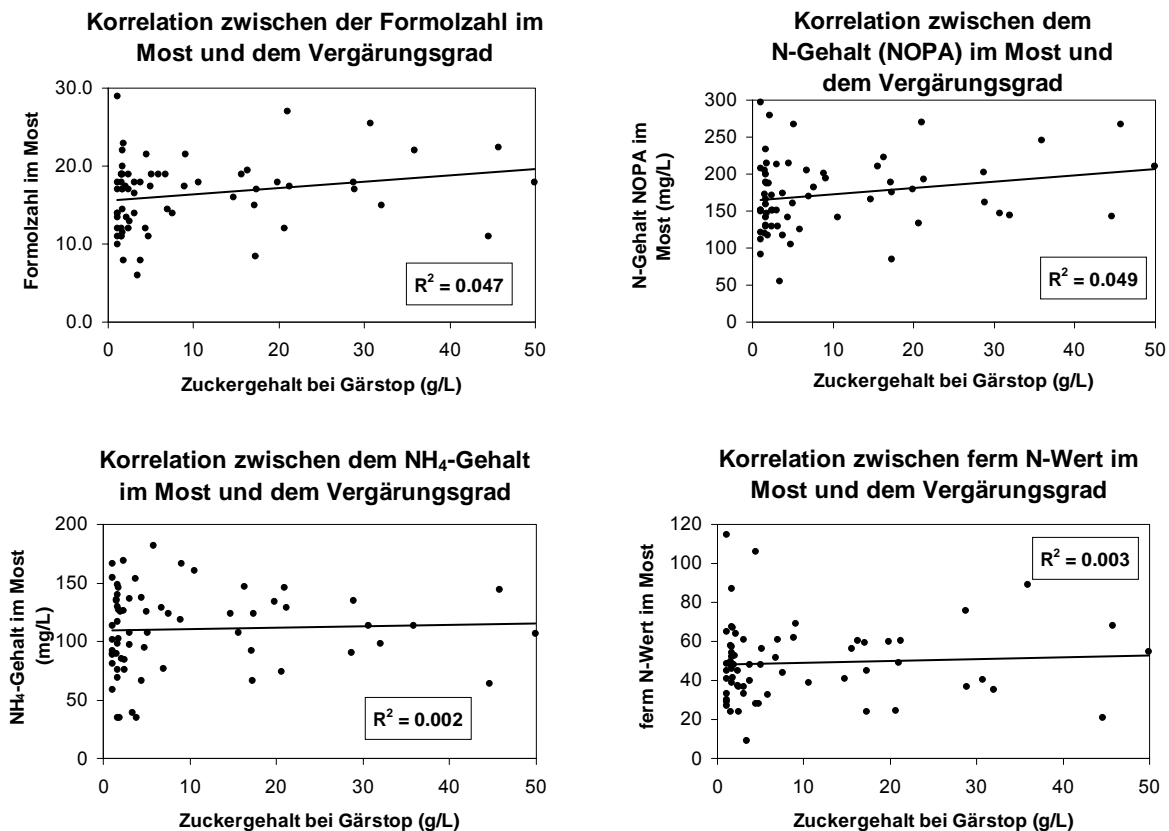 Korrelation zwischen der Formolzahl im
Most und dem Vergärungsgrad
Formolzahl im Most
30.0
20.0
10.0
0.0
R² = 0.047
0 10 20 30 40 50
Zuckergehalt bei Gärstop (g/L)
Korrelation zwischen dem
N-Gehalt (NOPA) im Most und
dem Vergärungsgrad
N-Gehalt NOPA im
Most (mg/L)
300
250
200
150
100
50
0
R² = 0.049
0 10 20 30 40 50
Zuckergehalt bei Gärstop (g/L)
Korrelation zwischen dem NH₄-Gehalt
im Most und dem Vergärungsgrad
NH₄-Gehalt im Most
(mg/L)
200
150
100
50
0
R² = 0.002
0 10 20 30 40 50
Zuckergehalt bei Gärstop (g/L)
Korrelation zwischen ferm N-Wert im
Most und dem Vergärungsgrad
ferm N-Wert im Most
120
100
80
60
40
20
0
R² = 0.003
0 10 20 30 40 50
Zuckergehalt bei Gärstop (g/L)